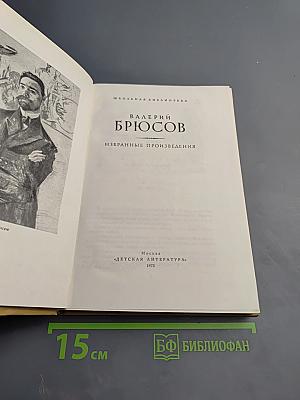 ШКОЛЬНАЯ БИБЛИОТЕКА
ВАЛЕРИЙ
БРЮСОВ
ИЗБРАННЫЕ ПРОИЗВЕДЕНИЯ
Москва
«ДЕТСКАЯ ЛИТЕРАТУРА»
15 см
БФ БИБЛИОФАН